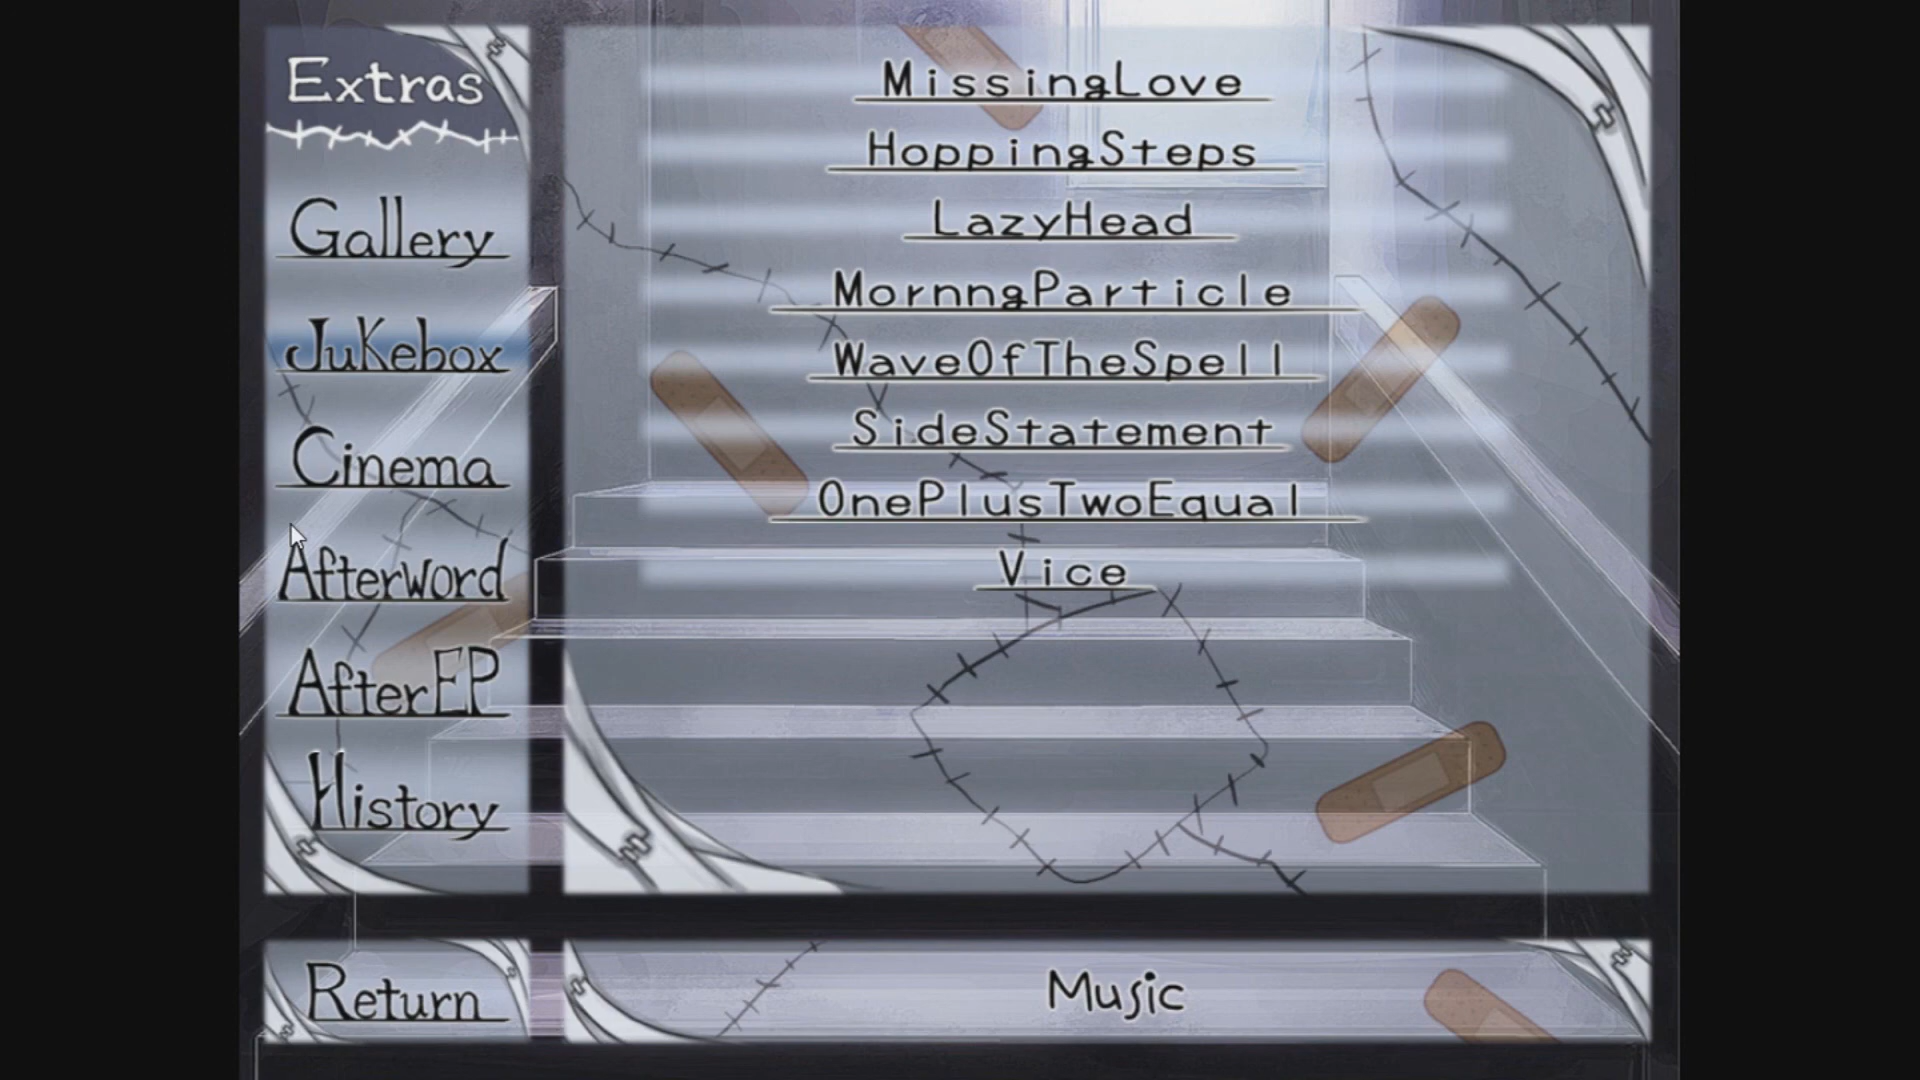 Extras
Gallery
Jukebox
Cinema
Afterword
AfterEP
History
Return
MissingLove
HoppingSteps
LazyHead
MornngParticle
WaveOfTheSpell
SideStatement
OnePlusTwoEqual
Vice
Music